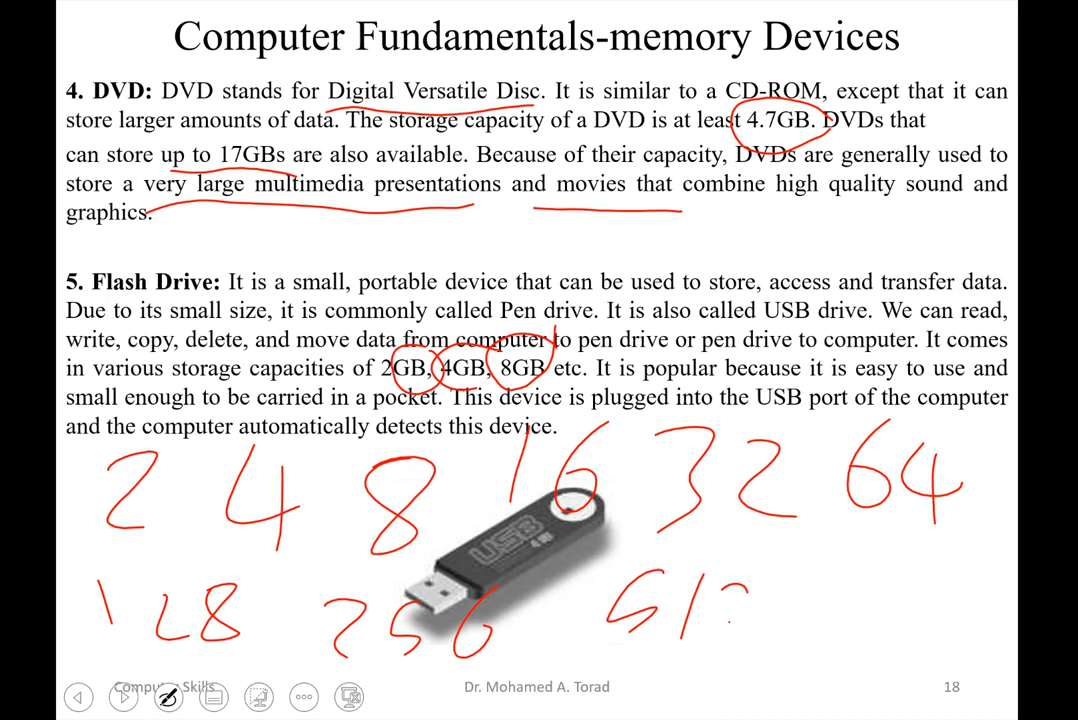 Computer Fundamentals-memory Devices
4. DVD: DVD stands for Digital Versatile Disc. It is similar to a CD-ROM, except that it can
store larger amounts of data. The storage capacity of a DVD is at least 4.7GB. DVDs that
can store up to 17GBs are also available. Because of their capacity, DVDs are generally used to
store a very large multimedia presentations and movies that combine high quality sound and
graphics.
5. Flash Drive: It is a small, portable device that can be used to store, access and transfer data.
Due to its small size, it is commonly called Pen drive. It is also called USB drive. We can read,
write, copy, delete, and move data from computer to pen drive or pen drive to computer. It comes
in various storage capacities of 2GB, 4GB, 8GB etc. It is popular because it is easy to use and
small enough to be carried in a pocket. This device is plugged into the USB port of the computer
and the computer automatically detects this device.
2 4 8 16 32 64
USB
128 256 51
Computer Skills
Dr. Mohamed A. Torad
18